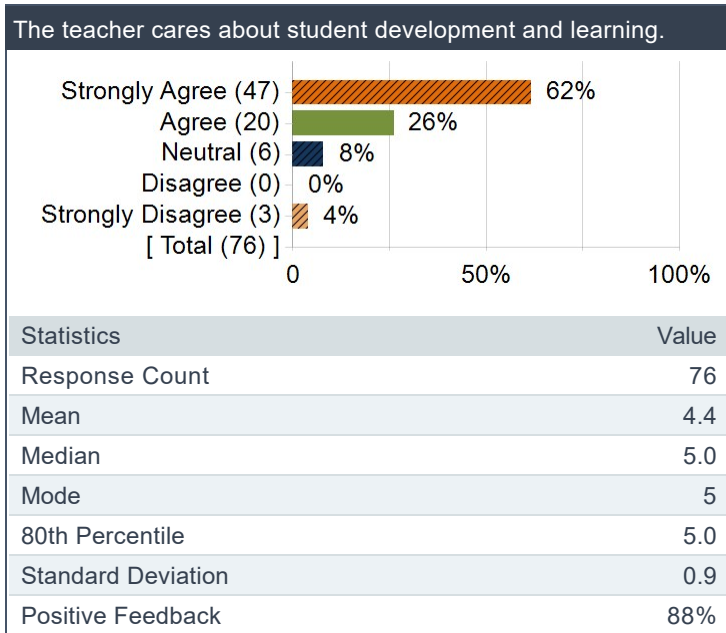 The teacher cares about student development and learning.
Strongly Agree (47) 62%
Agree (20) 26%
Neutral (6) 8%
Disagree (0) 0%
Strongly Disagree (3) 4%
[ Total (76) ]
0 50% 100%
Statistics Value
Response Count 76
Mean 4.4
Median 5.0
Mode 5
80th Percentile 5.0
Standard Deviation 0.9
Positive Feedback 88%